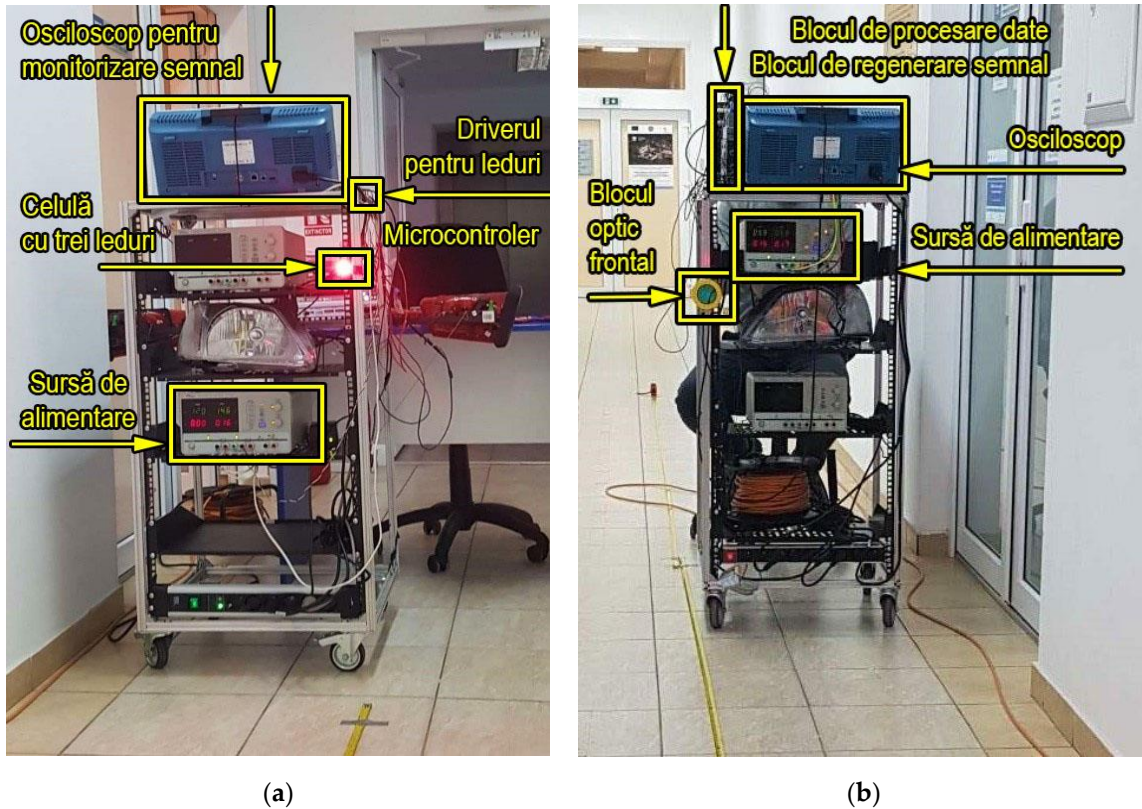 Osciloscop pentru
monitorizare semnal
Driverul
pentru leduri
Celulă
cu trei leduri
Microcontroler
EXTINCTOR
Sursă de
alimentare
Blocul de procesare date
Blocul de regenerare semnal
Osciloscop
Blocul
optic
frontal
Sursă de alimentare
(a)
(b)